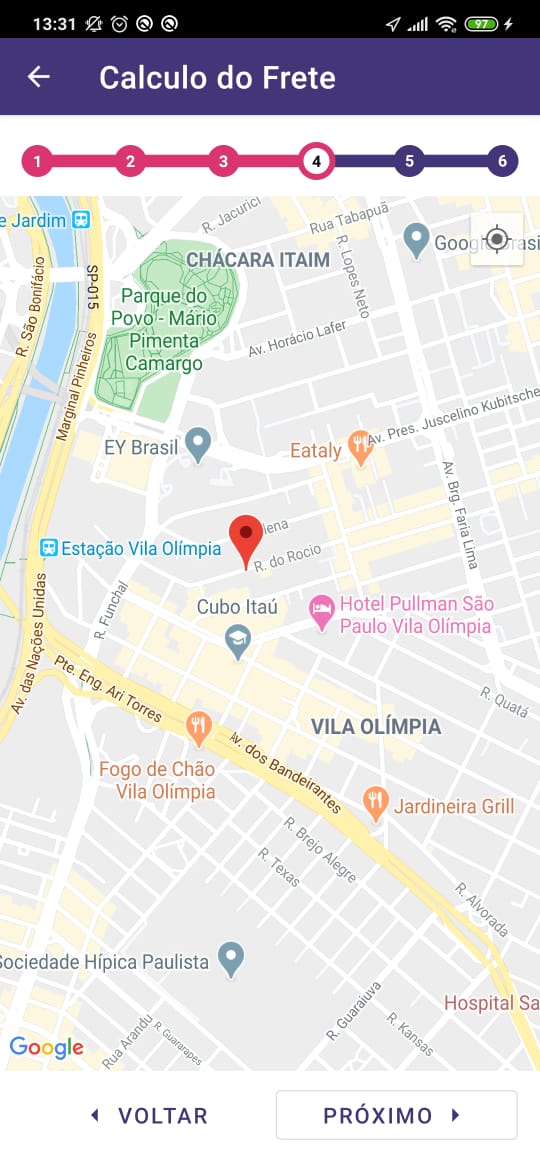 13:31
97
Calculo do Frete
1 2 3 4 5 6
R. Jacurici
Rua Tabapuã
e Jardim
CHÁCARA ITAIM
R. Lopes Neto
Google Brasi
R. São Bonifácio
SP-015
Parque do
Povo - Mário
Pimenta
Camargo
Av. Horácio Lafer
Marginal Pinheiros
Av. Pres. Juscelino Kubitsche
EY Brasil
Eataly
Av. Brg. Faria Lima
lena
Estação Vila Olímpia
R. do Rocio
R. Funchal
Cubo Itaú
Hotel Pullman São
Paulo Vila Olímpia
Av. das Nações Unidas
Pte. Eng. Ari Torres
R. Quatá
VILA OLÍMPIA
Av. dos Bandeirantes
Fogo de Chão
Vila Olímpia
Jardineira Grill
R. Brejo Alegre
R. Texas
R. Alvorada
Sociedade Hípica Paulista
R. Guaraiuva
Hospital Sa
Rua Arandu
R. Guararapes
R. Kansas
Google
VOLTAR
PRÓXIMO